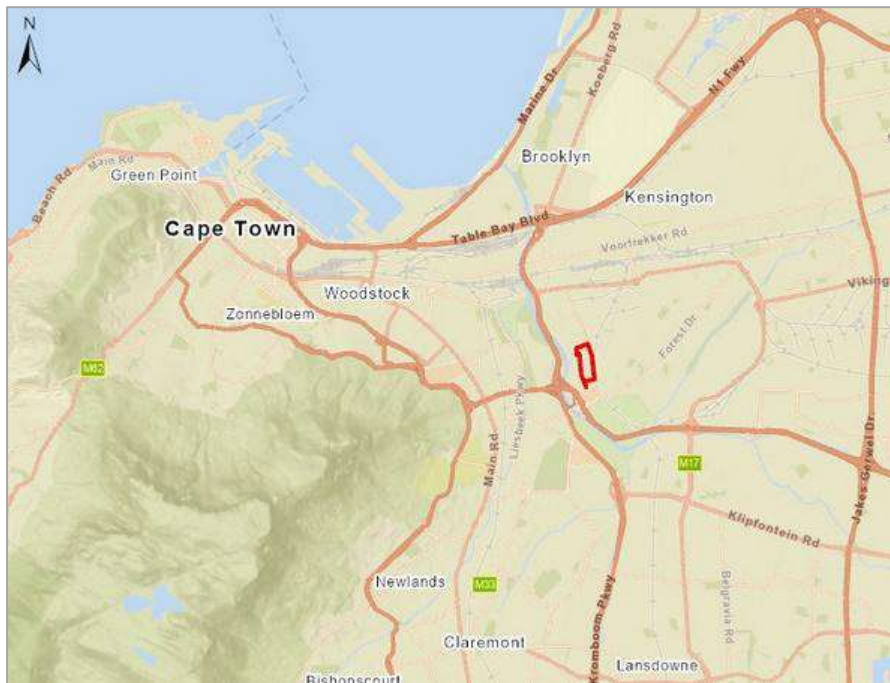 N
Marine Dr
Koeberg Rd
N1 Fwy
Brooklyn
Main Rd
Green Point
Beach Rd
Kensington
Cape Town
Table Bay Blvd
Voortrekker Rd
Woodstock
Viking
Zonnebloem
Forest Dr
M62
Liesbeek Pkwy
Main Rd
M17
Jakes Gerwel Dr
Klipfontein Rd
Newlands
M33
Belgravia Rd
Claremont
Kromboom Pkwy
Lansdowne
Bishopscourt